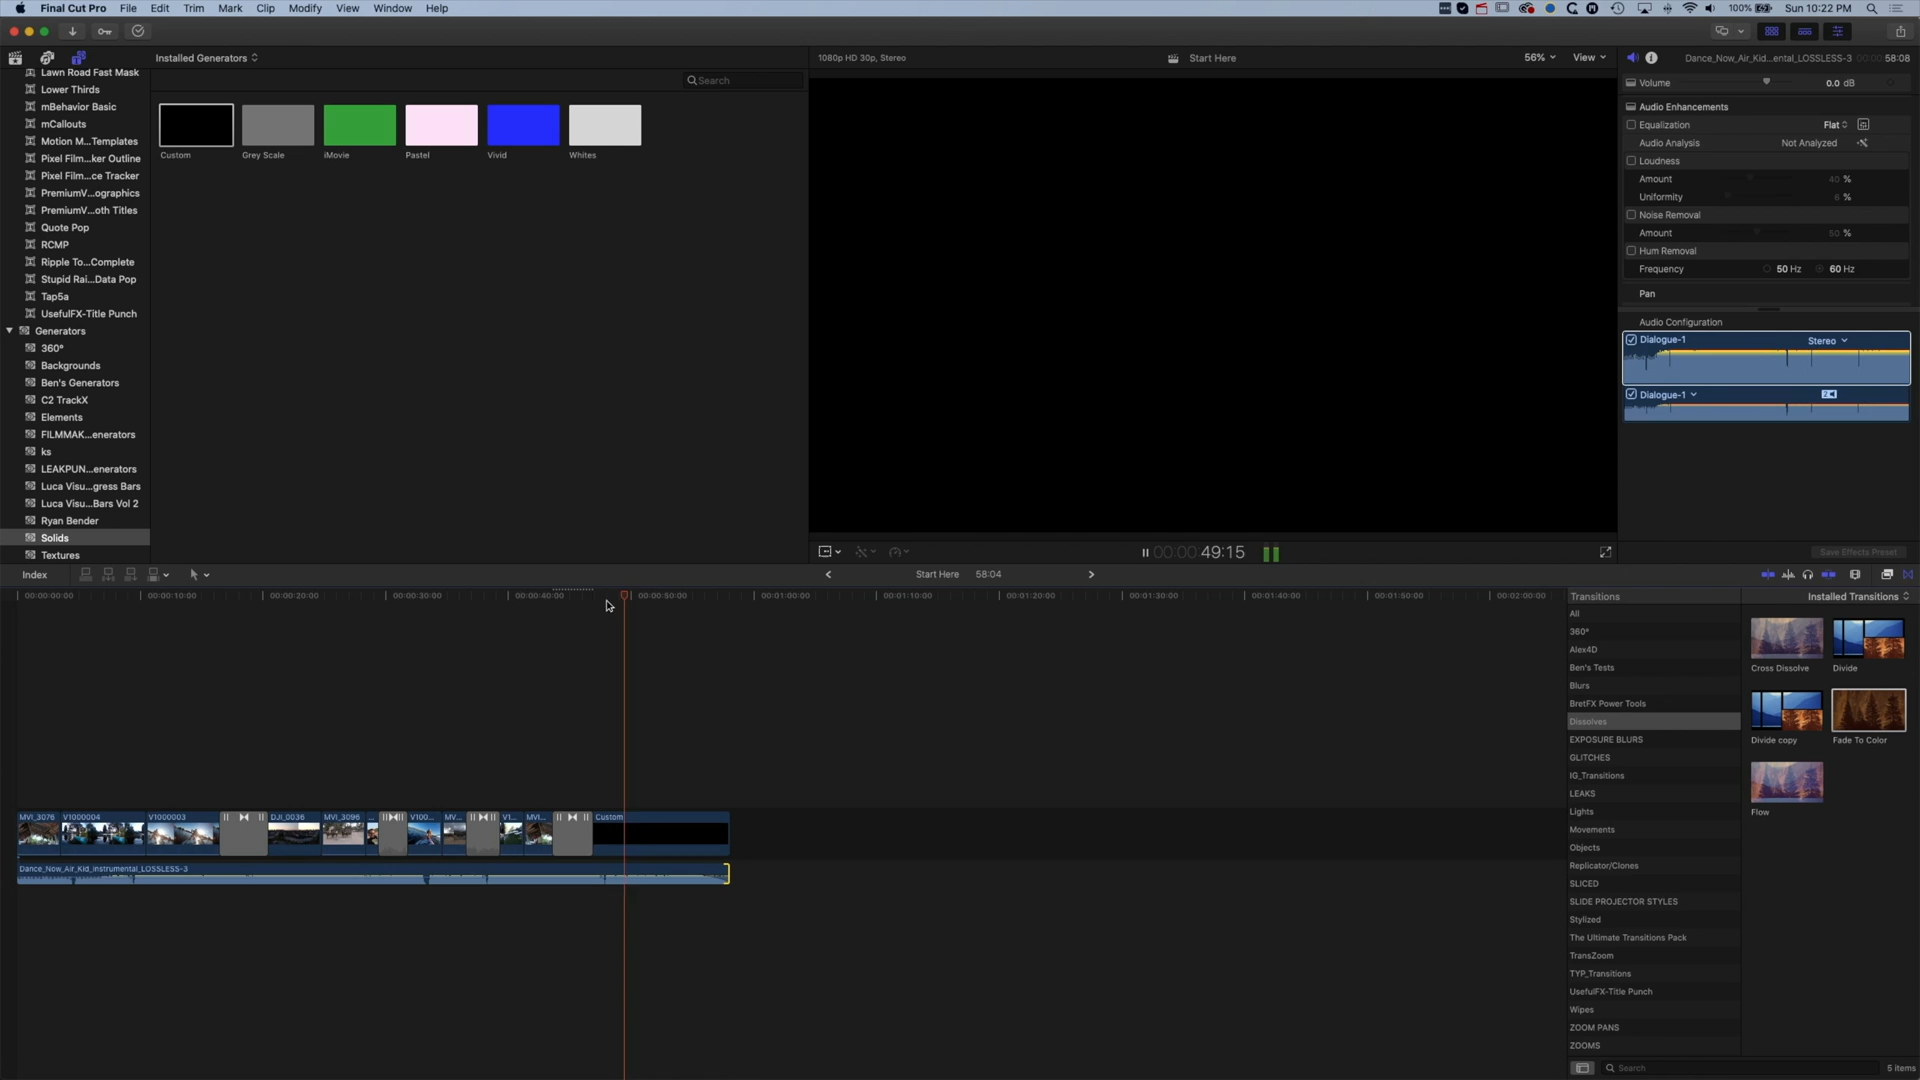 Final Cut Pro File Edit Trim Mark Clip Modify View Window Help
100% Sun 10:22 PM
Installed Generators
1080p HD 30p, Stereo
Start Here
56%
View
Dance_Now_Air_Kid...ental_LOSSLESS-3
58:08
Lawn Road Fast Mask
Lower Thirds
mBehavior Basic
mCallouts
Motion M...Templates
Pixel Film...ker Outline
Pixel Film...ce Tracker
PremiumV...ographics
PremiumV...oth Titles
Quote Pop
RCMP
Ripple To...Complete
Stupid Rai...Data Pop
Tap5a
UsefulFX-Title Punch
Generators
360°
Backgrounds
Ben's Generators
C2 TrackX
Elements
FILMMAK...enerators
ks
LEAKPUN...enerators
Luca Visu...gress Bars
Luca Visu...Bars Vol 2
Ryan Bender
Solids
Textures
Search
Custom
Grey Scale
iMovie
Pastel
Vivid
Whites
Volume 0.0 dB
Audio Enhancements
Equalization Flat
Audio Analysis Not Analyzed
Loudness
Amount 40 %
Uniformity 6 %
Noise Removal
Amount 50 %
Hum Removal
Frequency 50 Hz 60 Hz
Pan
Audio Configuration
Dialogue-1 Stereo
Dialogue-1 2
Save Effects Preset
00:00:00 49:15
Index
Start Here 58:04
00:00:00:00 00:00:10:00 00:00:20:00 00:00:30:00 00:00:40:00 00:00:50:00 00:01:00:00 00:01:10:00 00:01:20:00 00:01:30:00 00:01:40:00 00:01:50:00 00:02:00:00
MVI_3076 V1000004 V1000003 DJI_0036 MVI_3096 ... V100... MV... V1... MVI... Custom
Dance_Now_Air_Kid_instrumental_LOSSLESS-3
Transitions
Installed Transitions
All
360°
Alex4D
Ben's Tests
Blurs
BretFX Power Tools
Dissolves
EXPOSURE BLURS
GLITCHES
IG_Transitions
LEAKS
Lights
Movements
Objects
Replicator/Clones
SLICED
SLIDE PROJECTOR STYLES
Stylized
The Ultimate Transitions Pack
TransZoom
TYP_Transitions
UsefulFX-Title Punch
Wipes
ZOOM PANS
ZOOMS
Cross Dissolve
Divide
Divide copy
Fade To Color
Flow
Search
5 items